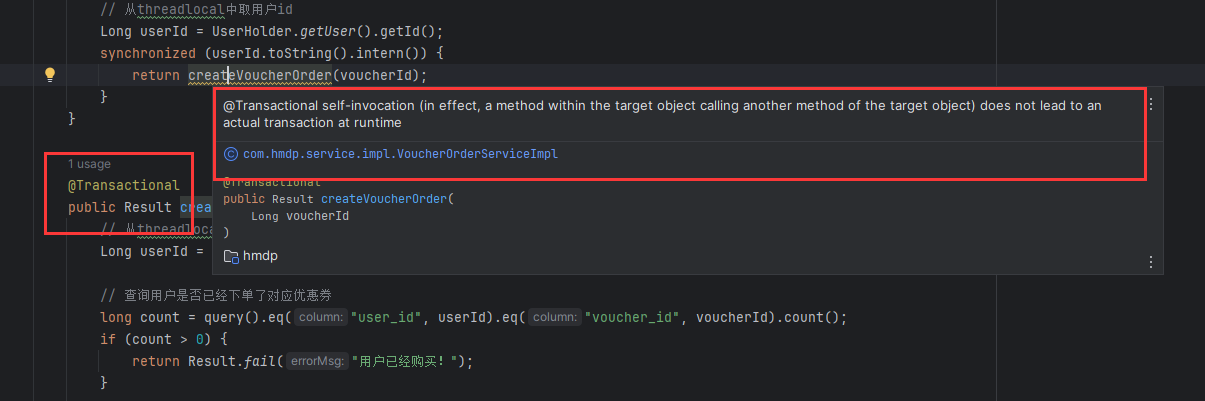 // 从threadlocal中取用户id
Long userId = UserHolder.getUser().getId();
synchronized (userId.toString().intern()) {
return createVoucherOrder(voucherId);
}
}
@Transactional self-invocation (in effect, a method within the target object calling another method of the target object) does not lead to an
actual transaction at runtime
com.hmdp.service.impl.VoucherOrderServiceImpl
@Transactional
public Result createVoucherOrder(
Long voucherId
)
hmdp
1 usage
@Transactional
public Result crea
// 从threadloca
Long userId =
// 查询用户是否已经下单了对应优惠券
long count = query().eq( column: "user_id", userId).eq( column: "voucher_id", voucherId).count();
if (count > 0) {
return Result.fail( errorMsg: "用户已经购买! ");
}